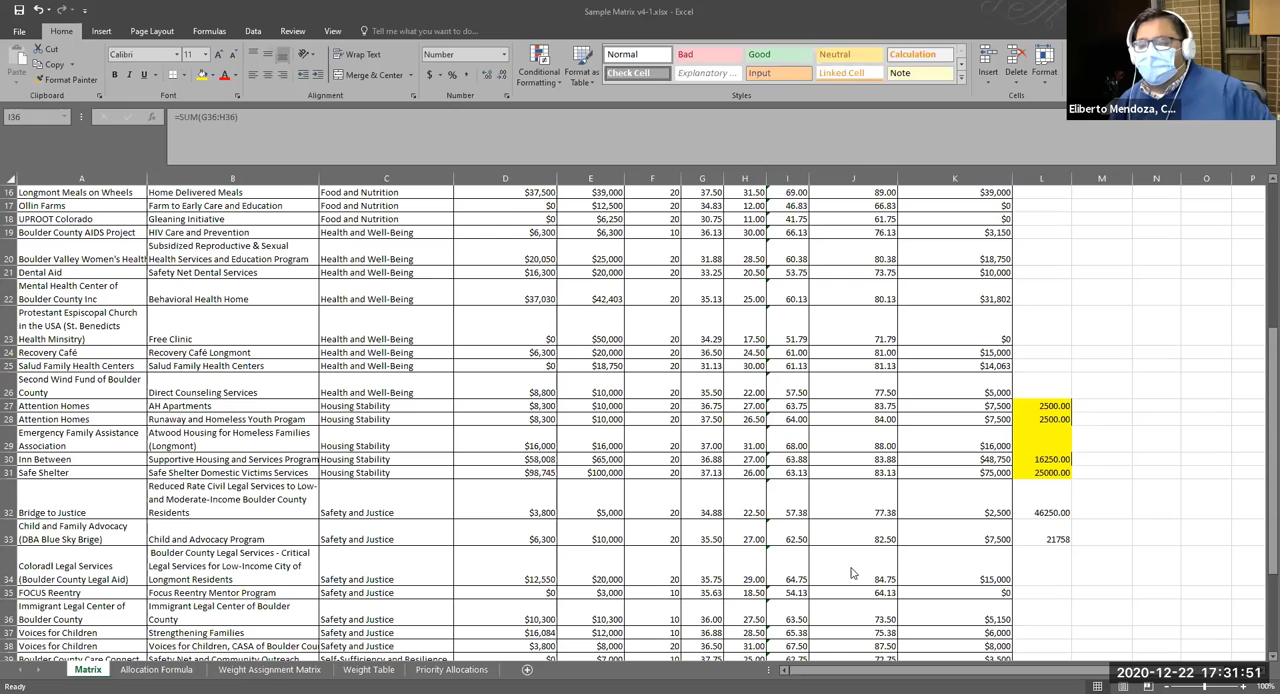 Sample Matrix v4-1.xlsx - Excel
File Home Insert Page Layout Formulas Data Review View Tell me what you want to do...
Cut Calibri 11 Wrap Text Number Normal Bad Good Neutral Calculation
Copy
Paste Format Painter B I U Merge & Center $ % Conditional Formatting Format as Table Check Cell Explanary ... Input Linked Cell Note Insert Delete Format
Clipboard Font Alignment Number Styles Cells
Eliberto Mendoza, C...
I36 fx =SUM(G36:H36)
A B C D E F G H I J K L M N O P
16 Longmont Meals on Wheels Home Delivered Meals Food and Nutrition $37,500 $39,000 20 37.50 31.50 69.00 89.00 $39,000
17 Ollin Farms Farm to Early Care and Education Food and Nutrition $0 $12,500 20 34.83 12.00 46.83 66.83 $0
18 UPROOT Colorado Gleaning Initiative Food and Nutrition $0 $6,250 20 30.75 11.00 41.75 61.75 $0
19 Boulder County AIDS Project HIV Care and Prevention Health and Well-Being $6,300 $6,300 10 36.13 30.00 66.13 76.13 $3,150
Subsidized Reproductive & Sexual
20 Boulder Valley Women's Health Health Services and Education Program Health and Well-Being $20,050 $25,000 20 31.88 28.50 60.38 80.38 $18,750
21 Dental Aid Safety Net Dental Services Health and Well-Being $16,300 $20,000 20 33.25 20.50 53.75 73.75 $10,000
Mental Health Center of
22 Boulder County Inc Behavioral Health Home Health and Well-Being $37,030 $42,403 20 35.13 25.00 60.13 80.13 $31,802
Protestant Espiscopal Church
in the USA (St. Benedicts
23 Health Minsitry) Free Clinic Health and Well-Being $0 $50,000 20 34.29 17.50 51.79 71.79 $0
24 Recovery Café Recovery Café Longmont Health and Well-Being $6,300 $20,000 20 36.50 24.50 61.00 81.00 $15,000
25 Salud Family Health Centers Salud Family Health Centers Health and Well-Being $0 $18,750 20 31.13 30.00 61.13 81.13 $14,063
Second Wind Fund of Boulder
26 County Direct Counseling Services Health and Well-Being $8,800 $10,000 20 35.50 22.00 57.50 77.50 $5,000
27 Attention Homes AH Apartments Housing Stability $8,300 $10,000 20 36.75 27.00 63.75 83.75 $7,500 2500.00
28 Attention Homes Runaway and Homeless Youth Progam Housing Stability $8,300 $10,000 20 37.50 26.50 64.00 84.00 $7,500 2500.00
Emergency Family Assistance Atwood Housing for Homeless Families
29 Association (Longmont) Housing Stability $16,000 $16,000 20 37.00 31.00 68.00 88.00 $16,000
30 Inn Between Supportive Housing and Services Program Housing Stability $58,008 $65,000 20 36.88 27.00 63.88 83.88 $48,750 16250.00
31 Safe Shelter Safe Shelter Domestic Victims Services Housing Stability $98,745 $100,000 20 37.13 26.00 63.13 83.13 $75,000 25000.00
Reduced Rate Civil Legal Services to Low-
and Moderate-Income Boulder County
32 Bridge to Justice Residents Safety and Justice $3,800 $5,000 20 34.88 22.50 57.38 77.38 $2,500 46250.00
Child and Family Advocacy
33 (DBA Blue Sky Brige) Child and Advocacy Program Safety and Justice $6,300 $10,000 20 35.50 27.00 62.50 82.50 $7,500 21758
Boulder County Legal Services - Critical
Coloradl Legal Services Legal Services for Low-Income City of
34 (Boulder County Legal Aid) Longmont Residents Safety and Justice $12,550 $20,000 20 35.75 29.00 64.75 84.75 $15,000
35 FOCUS Reentry Focus Reentry Mentor Program Safety and Justice $0 $3,000 10 35.63 18.50 54.13 64.13 $0
Immigrant Legal Center of Immigrant Legal Center of Boulder
36 Boulder County County Safety and Justice $10,300 $10,300 10 36.00 27.50 63.50 73.50 $5,150
37 Voices for Children Strengthening Families Safety and Justice $16,084 $12,000 10 36.88 28.50 65.38 75.38 $6,000
38 Voices for Children Voices for Children, CASA of Boulder Cou Safety and Justice $3,800 $8,000 20 36.50 31.00 67.50 87.50 $8,000
39 Boulder County Care Connect Safety Net and Community Outreach Self-Sufficiency and Resilience $0 $7,000 10 37.75 25.00 62.75 72.75 $3,500
Matrix Allocation Formula Weight Assignment Matrix Weight Table Priority Allocations
2020-12-22 17:31:51
Ready 100%